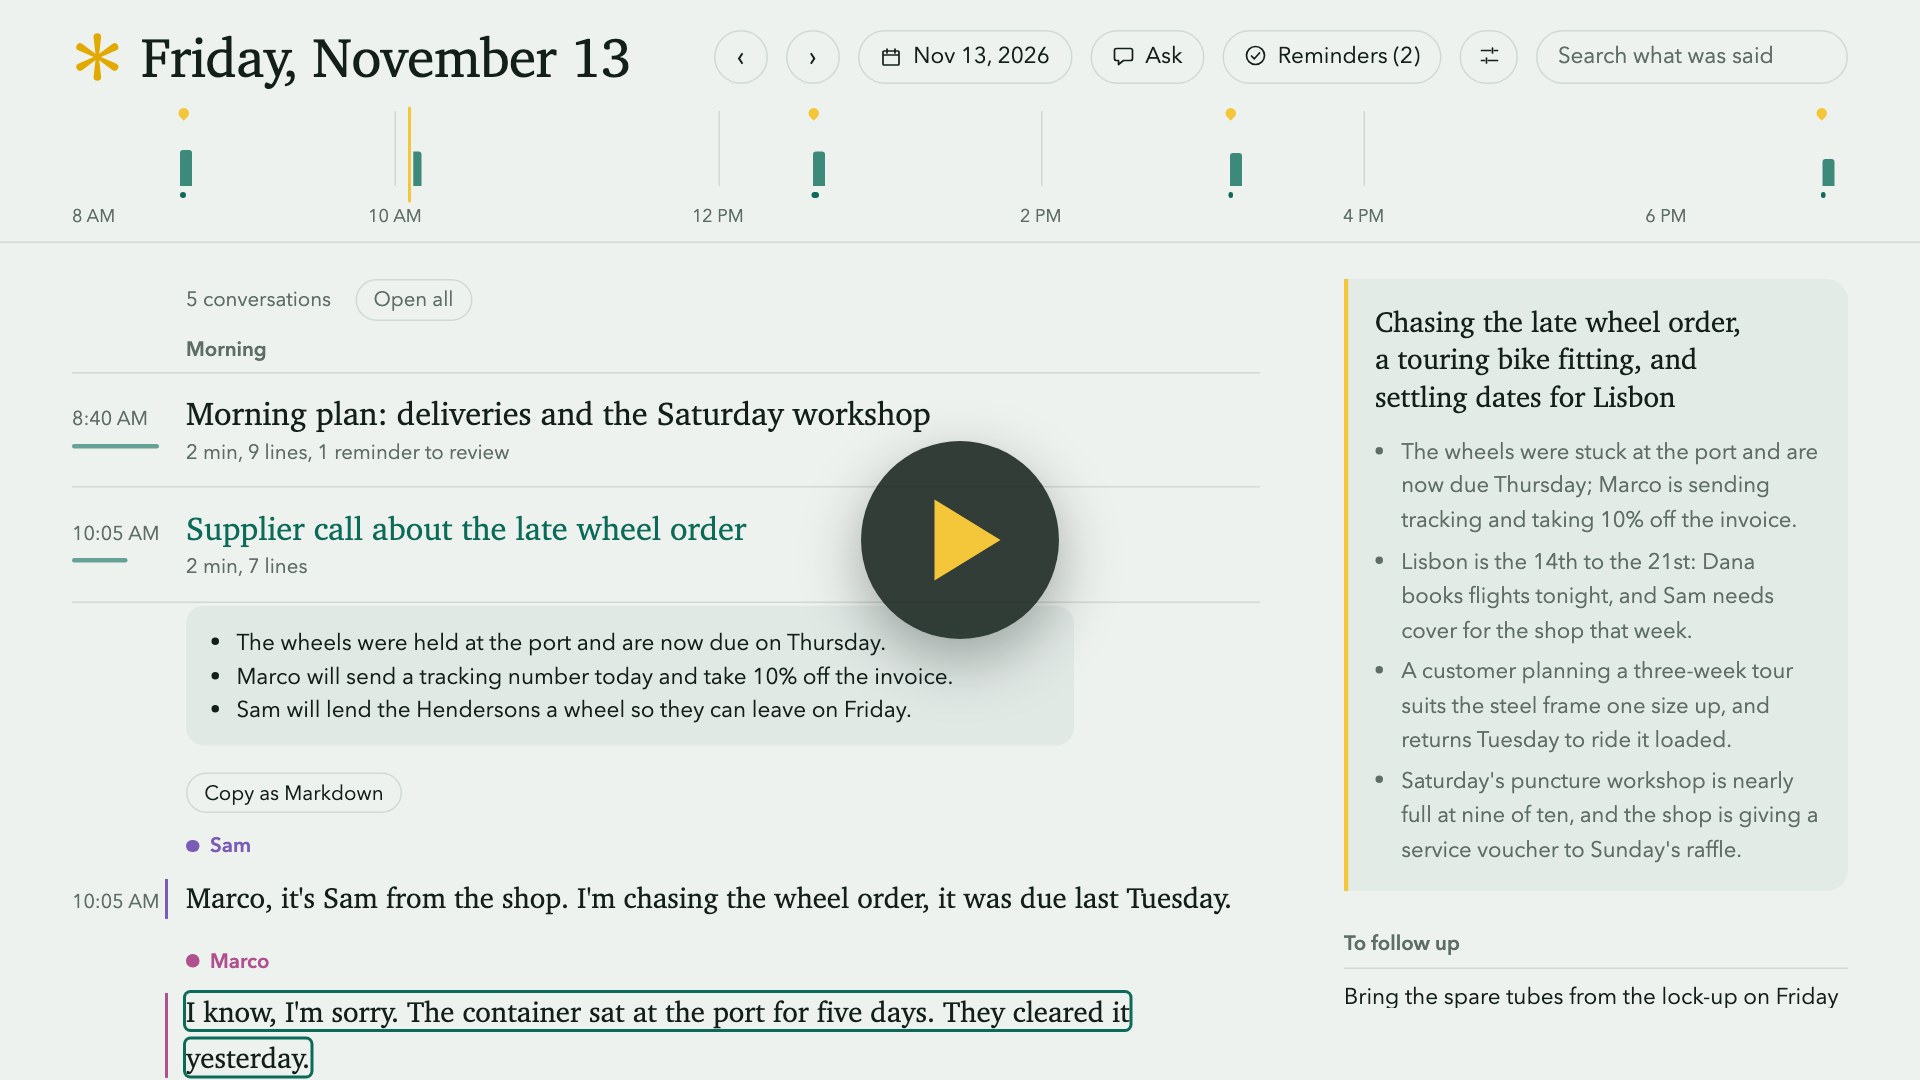 Friday, November 13
‹
›
Nov 13, 2026
Ask
Reminders (2)
Search what was said
8 AM
10 AM
12 PM
2 PM
4 PM
6 PM
5 conversations
Open all
Morning
8:40 AM
Morning plan: deliveries and the Saturday workshop
2 min, 9 lines, 1 reminder to review
10:05 AM
Supplier call about the late wheel order
2 min, 7 lines
• The wheels were held at the port and are now due on Thursday.
• Marco will send a tracking number today and take 10% off the invoice.
• Sam will lend the Hendersons a wheel so they can leave on Friday.
Copy as Markdown
Sam
10:05 AM
Marco, it's Sam from the shop. I'm chasing the wheel order, it was due last Tuesday.
Marco
I know, I'm sorry. The container sat at the port for five days. They cleared it
yesterday.
Chasing the late wheel order,
a touring bike fitting, and
settling dates for Lisbon
• The wheels were stuck at the port and are
now due Thursday; Marco is sending
tracking and taking 10% off the invoice.
• Lisbon is the 14th to the 21st: Dana
books flights tonight, and Sam needs
cover for the shop that week.
• A customer planning a three-week tour
suits the steel frame one size up, and
returns Tuesday to ride it loaded.
• Saturday's puncture workshop is nearly
full at nine of ten, and the shop is giving a
service voucher to Sunday's raffle.
To follow up
Bring the spare tubes from the lock-up on Friday